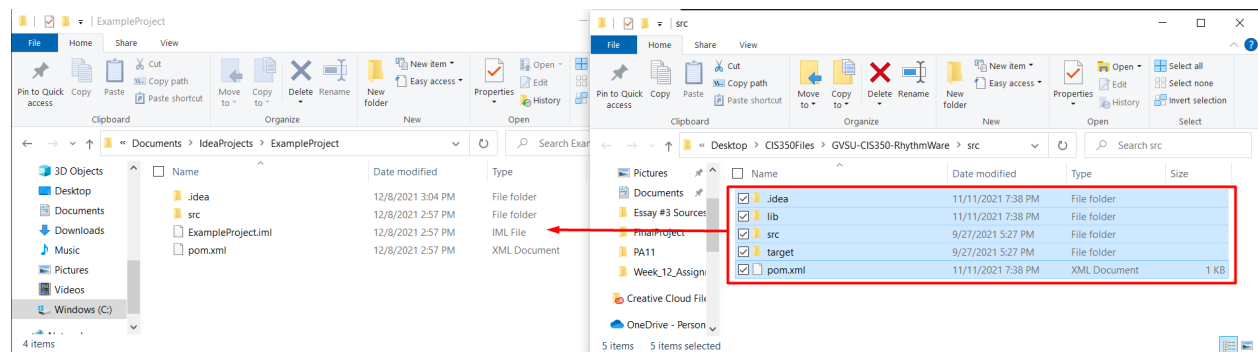 ExampleProject
File Home Share View
Pin to Quick access
Copy
Paste
Cut
Copy path
Paste shortcut
Clipboard
Move to
Copy to
Delete
Rename
Organize
New folder
New item
Easy access
New
Properties
Open
Edit
History
Open
« Documents > IdeaProjects > ExampleProject
Search Exar
3D Objects
Desktop
Documents
Downloads
Music
Pictures
Videos
Windows (C:)
Name Date modified Type
.idea 12/8/2021 3:04 PM File folder
src 12/8/2021 2:57 PM File folder
ExampleProject.iml 12/8/2021 2:57 PM IML File
pom.xml 12/8/2021 2:57 PM XML Document
4 items
src
File Home Share View
Pin to Quick access
Copy
Paste
Cut
Copy path
Paste shortcut
Clipboard
Move to
Copy to
Delete
Rename
Organize
New folder
New item
Easy access
New
Properties
Open
Edit
History
Open
Select all
Select none
Invert selection
Select
« Desktop > CIS350Files > GVSU-CIS350-RhythmWare > src
Search src
Pictures
Documents
Essay #3 Sources
FinalProject
PA11
Week_12_Assign
Creative Cloud File
OneDrive - Person
Name Date modified Type Size
.idea 11/11/2021 7:38 PM File folder
lib 11/11/2021 7:38 PM File folder
src 9/27/2021 5:27 PM File folder
target 9/27/2021 5:27 PM File folder
pom.xml 11/11/2021 7:38 PM XML Document 1 KB
5 items 5 items selected